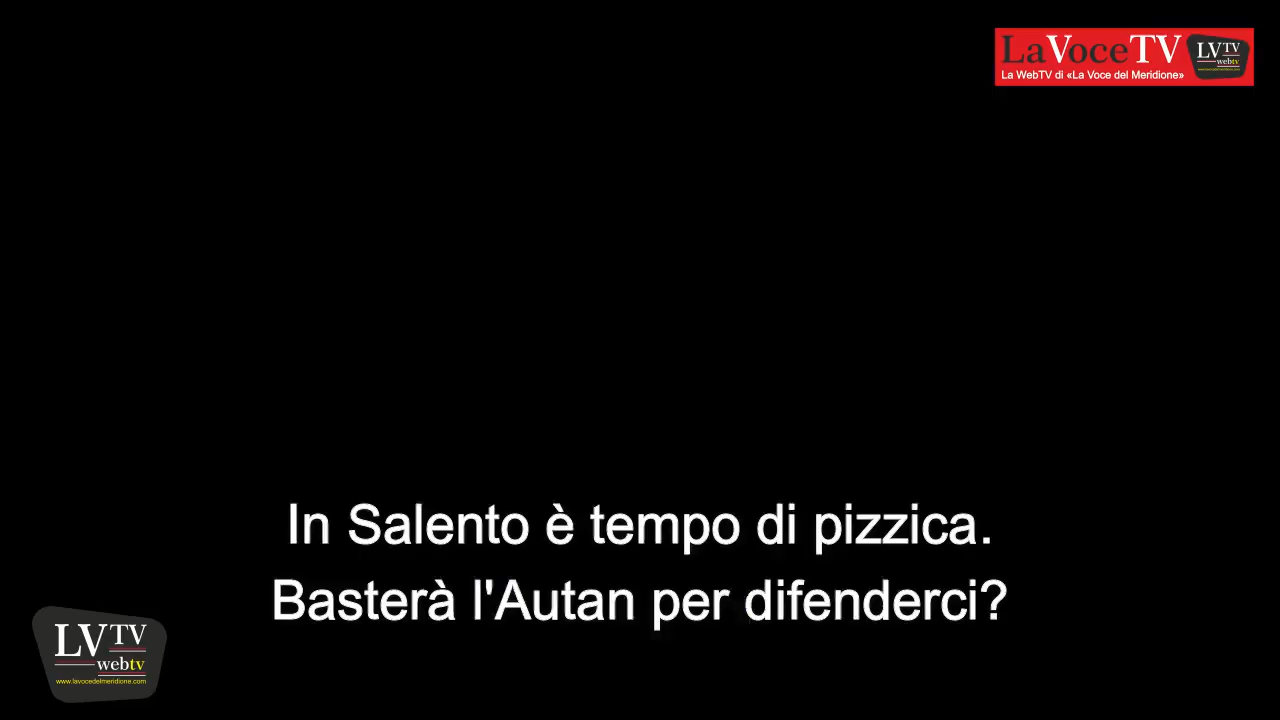 LaVoceTV
La WebTV di «La Voce del Meridione»
LVTV
webtv
In Salento è tempo di pizzica.
Basterà l'Autan per difenderci?
LVTV
webtv
www.lavocedelmeridione.com